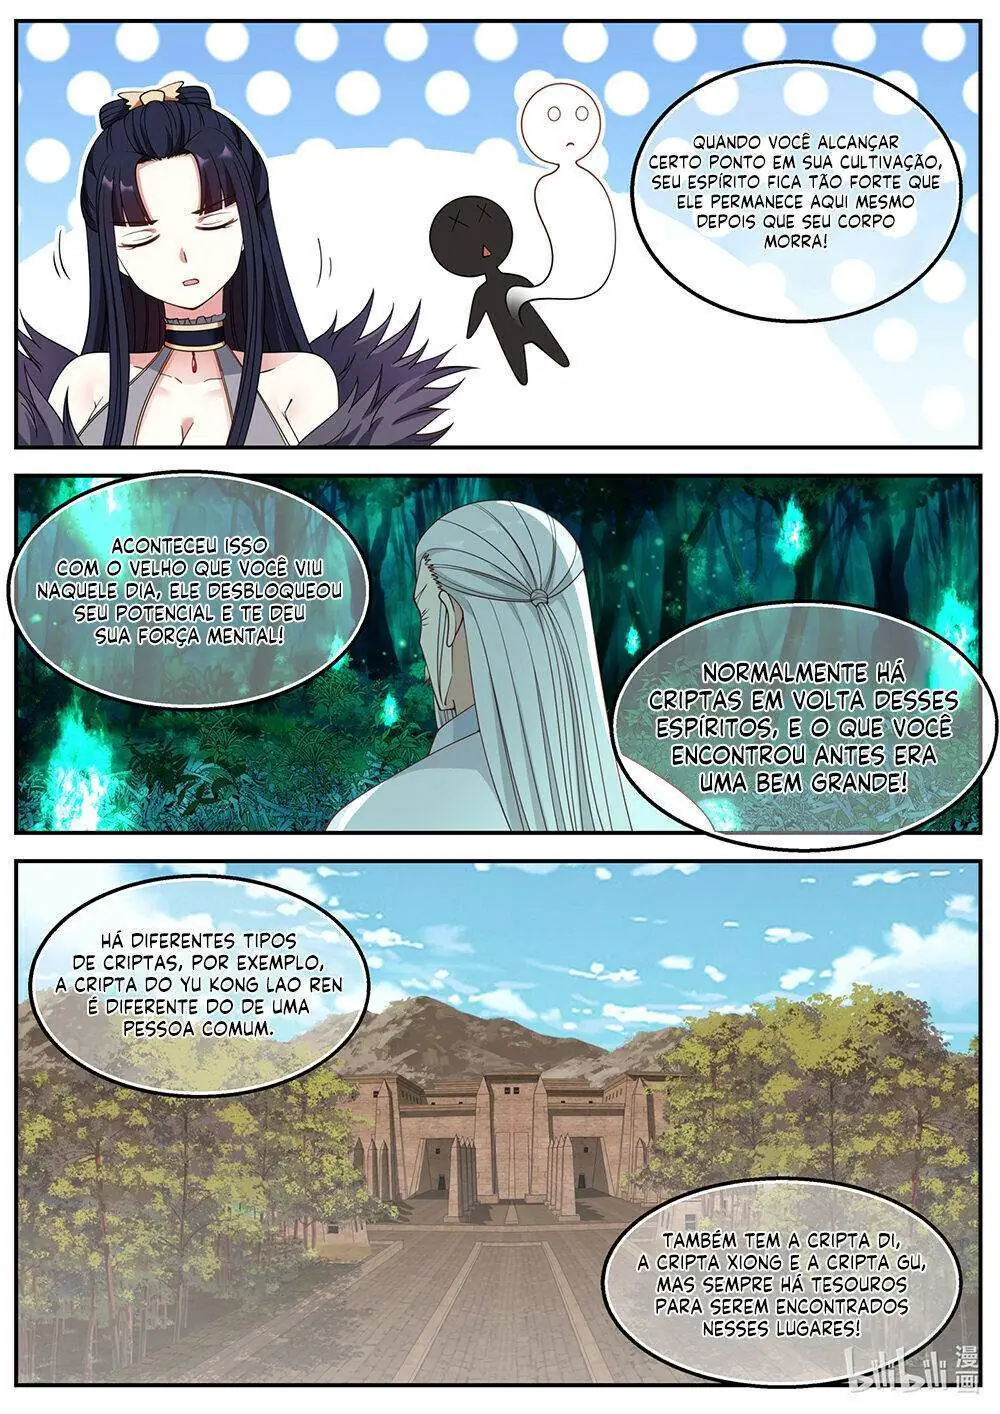 QUANDO VOCÊ ALCANÇAR
CERTO PONTO EM SUA CULTIVAÇÃO,
SEU ESPÍRITO FICA TÃO FORTE QUE
ELE PERMANECE AQUI MESMO
DEPOIS QUE SEU CORPO
MORRA!
ACONTECEU ISSO
COM O VELHO QUE VOCÊ VIU
NAQUELE DIA, ELE DESBLOQUEOU
SEU POTENCIAL E TE DEU
SUA FORÇA MENTAL!
NORMALMENTE HÁ
CRIPTAS EM VOLTA DESSES
ESPÍRITOS, E O QUE VOCÊ
ENCONTROU ANTES ERA
UMA BEM GRANDE!
HÁ DIFERENTES TIPOS
DE CRIPTAS, POR EXEMPLO,
A CRIPTA DO YU KONG LAO REN
É DIFERENTE DO DE UMA
PESSOA COMUM.
TAMBÉM TEM A CRIPTA DI,
A CRIPTA XIONG E A CRIPTA GU,
MAS SEMPRE HÁ TESOUROS
PARA SEREM ENCONTRADOS
NESSES LUGARES!
bilibili 漫画